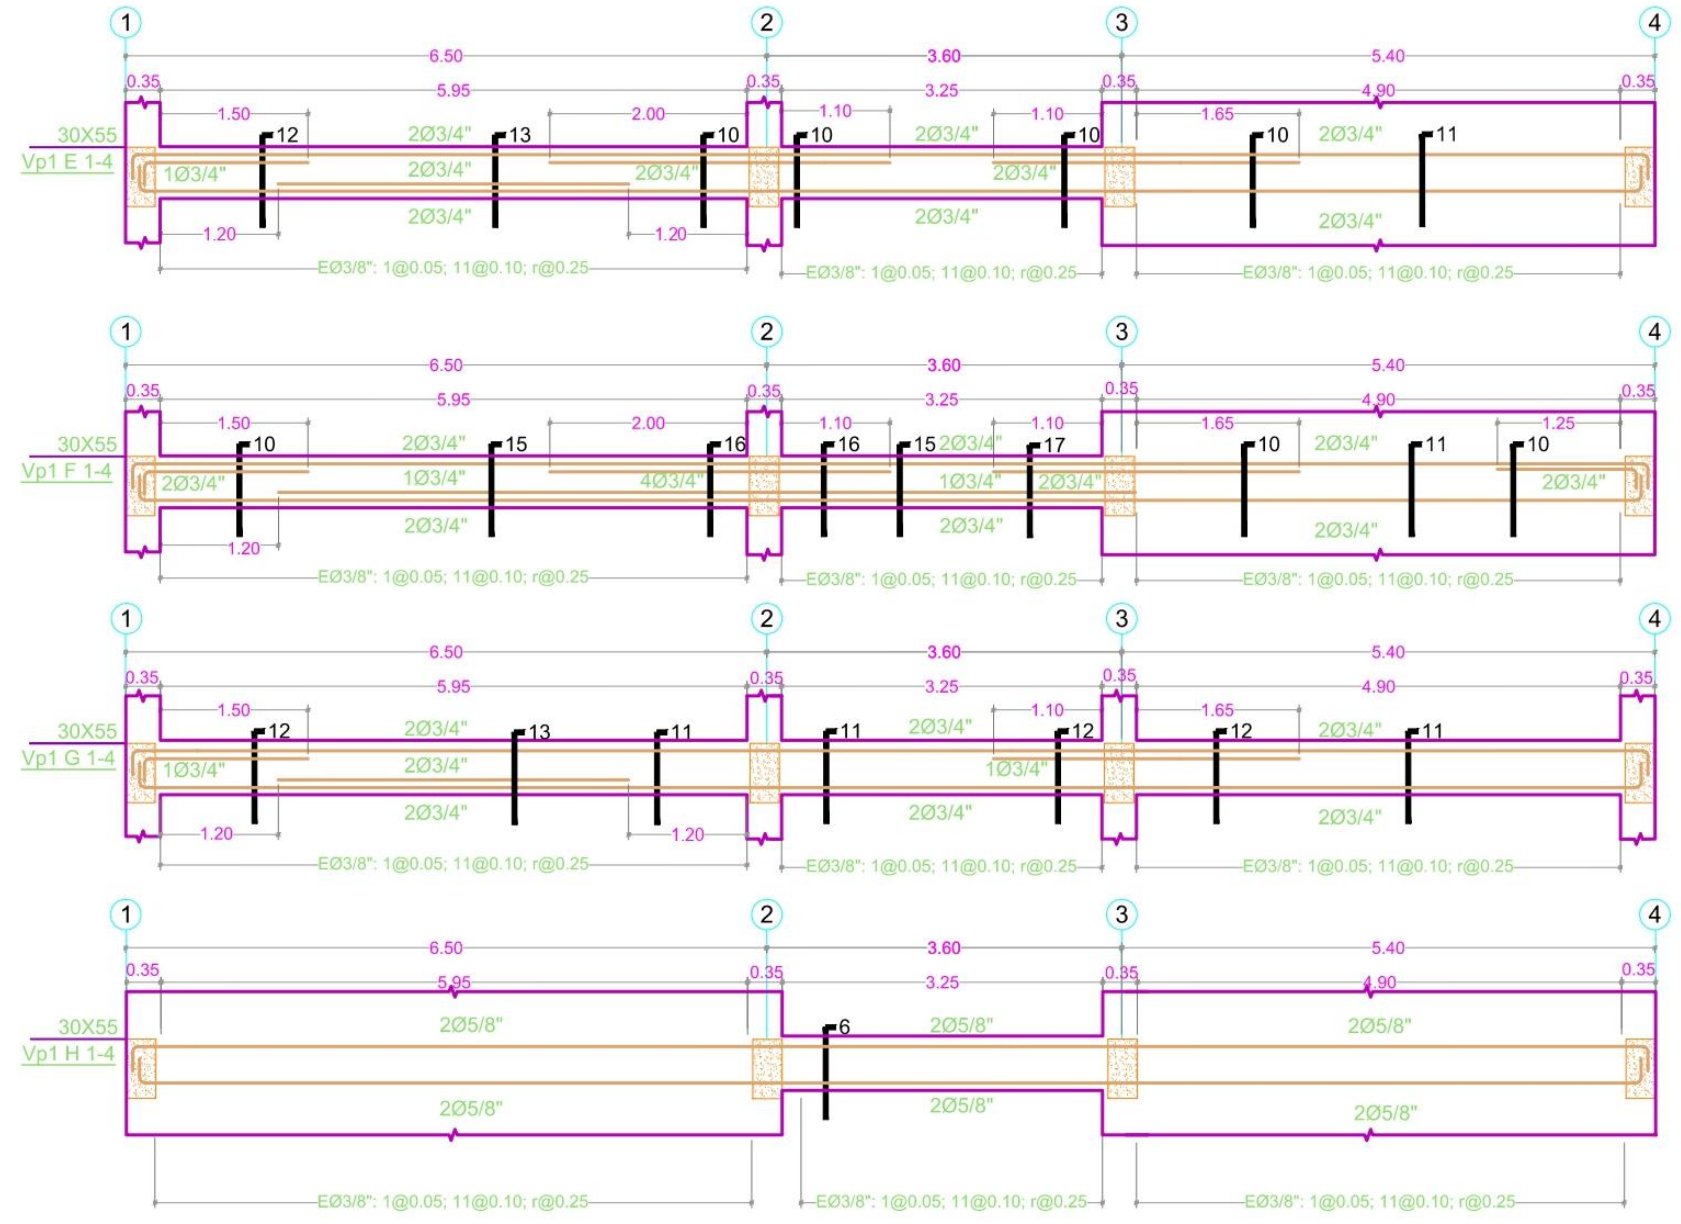 1 2 3 4
6.50 3.60 5.40
0.35 0.35 0.35 0.35
5.95 3.25 4.90
1.50 2.00 1.10 1.10 1.65
30X55 12 2Ø3/4" 13 10 10 2Ø3/4" 10 10 2Ø3/4" 11
Vp1 E 1-4 1Ø3/4" 2Ø3/4" 2Ø3/4" 2Ø3/4"
2Ø3/4" 2Ø3/4" 2Ø3/4"
1.20 1.20
EØ3/8": 1@0.05; 11@0.10; r@0.25 EØ3/8": 1@0.05; 11@0.10; r@0.25 EØ3/8": 1@0.05; 11@0.10; r@0.25
1 2 3 4
6.50 3.60 5.40
0.35 0.35 0.35 0.35
5.95 3.25 4.90
1.50 2.00 1.10 1.10 1.65 1.25
30X55 10 2Ø3/4" 15 16 16 15 2Ø3/4" 17 10 2Ø3/4" 11 10
Vp1 F 1-4 2Ø3/4" 1Ø3/4" 4Ø3/4" 1Ø3/4" 2Ø3/4" 2Ø3/4"
2Ø3/4" 2Ø3/4" 2Ø3/4"
1.20
EØ3/8": 1@0.05; 11@0.10; r@0.25 EØ3/8": 1@0.05; 11@0.10; r@0.25 EØ3/8": 1@0.05; 11@0.10; r@0.25
1 2 3 4
6.50 3.60 5.40
0.35 0.35 0.35 0.35
5.95 3.25 4.90
1.50 1.10 1.65
30X55 12 2Ø3/4" 13 11 11 2Ø3/4" 12 12 2Ø3/4" 11
Vp1 G 1-4 1Ø3/4" 2Ø3/4" 1Ø3/4"
2Ø3/4" 2Ø3/4" 2Ø3/4"
1.20 1.20
EØ3/8": 1@0.05; 11@0.10; r@0.25 EØ3/8": 1@0.05; 11@0.10; r@0.25 EØ3/8": 1@0.05; 11@0.10; r@0.25
1 2 3 4
6.50 3.60 5.40
0.35 0.35 0.35 0.35
5.95 3.25 4.90
30X55 2Ø5/8" 6 2Ø5/8" 2Ø5/8"
Vp1 H 1-4
2Ø5/8" 2Ø5/8" 2Ø5/8"
EØ3/8": 1@0.05; 11@0.10; r@0.25 EØ3/8": 1@0.05; 11@0.10; r@0.25 EØ3/8": 1@0.05; 11@0.10; r@0.25